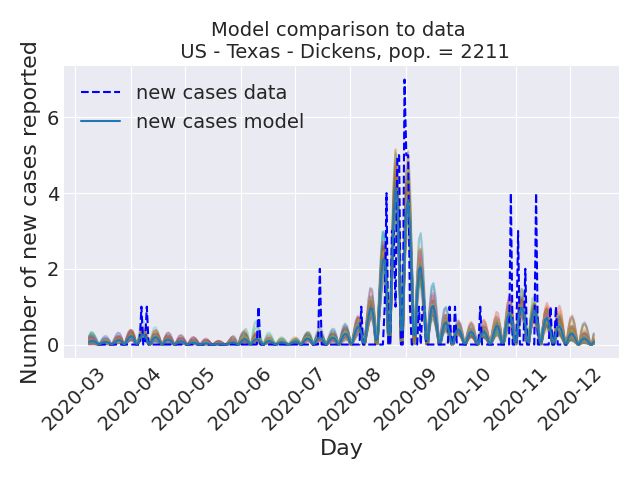 Model comparison to data
US - Texas - Dickens, pop. = 2211
Number of new cases reported
new cases data
new cases model
6
4
2
0
2020-03
2020-04
2020-05
2020-06
2020-07
2020-08
2020-09
2020-10
2020-11
2020-12
Day